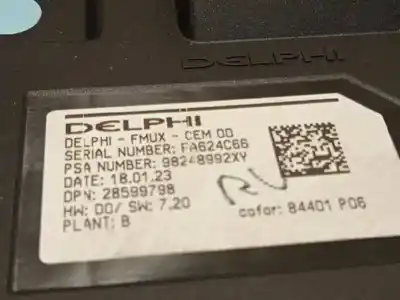 DELPHI
DELPHI
DELPHI - FMUX - CEM 00
SERIAL NUMBER: FA624C66
PSA NUMBER: 98248992XY
DATE: 18.01.23
DPN: 28599798
HW: 00/ SW: 7.20
PLANT: B
cofor: 84401 P06